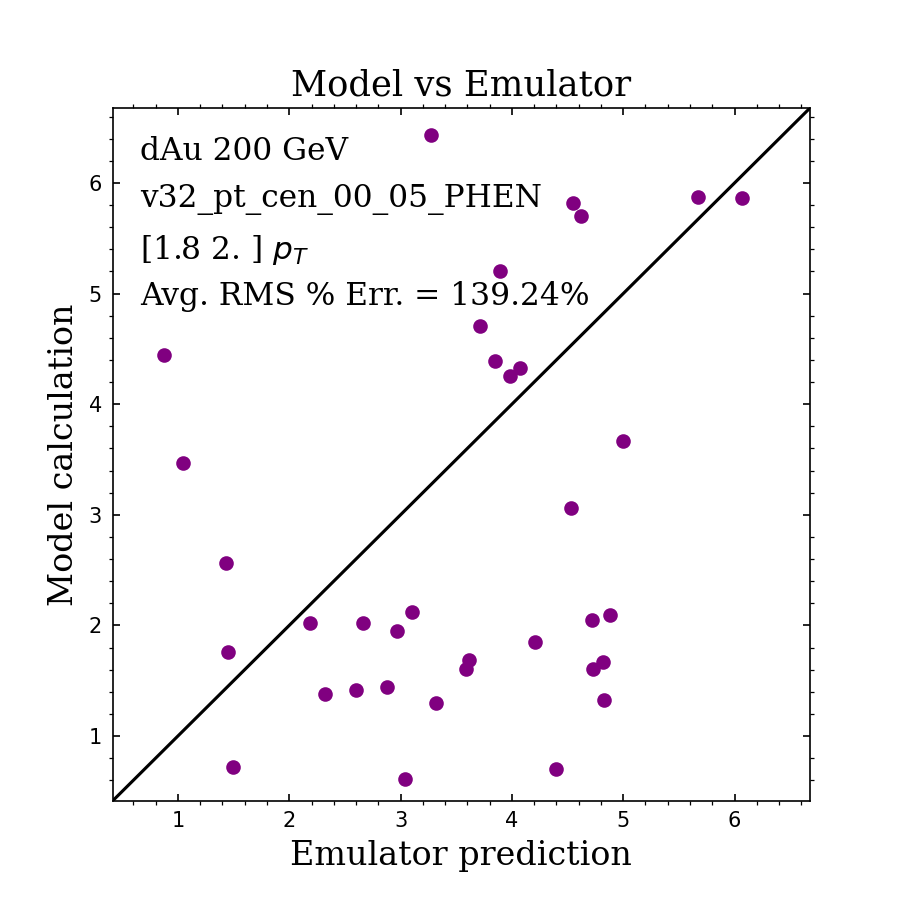 Model vs Emulator
dAu 200 GeV
v32_pt_cen_00_05_PHEN
[1.8 2. ] p_T
Avg. RMS % Err. = 139.24%
Model calculation
6
5
4
3
2
1
1 2 3 4 5 6
Emulator prediction